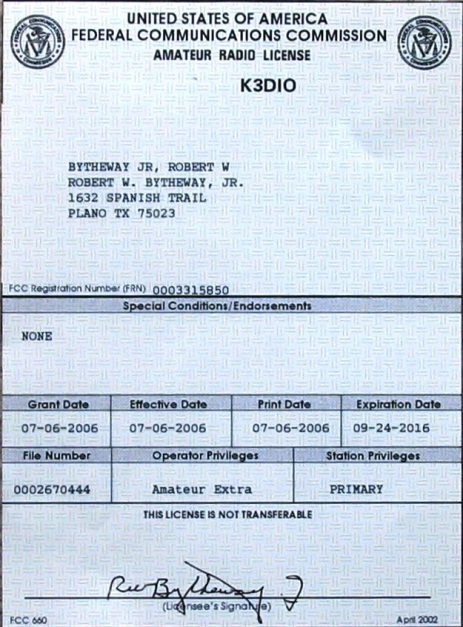 UNITED STATES OF AMERICA
FEDERAL COMMUNICATIONS COMMISSION
AMATEUR RADIO LICENSE
K3DIO
BYTHEWAY JR, ROBERT W
ROBERT W. BYTHEWAY, JR.
1632 SPANISH TRAIL
PLANO TX 75023
FCC Registration Number (FRN) 0003315850
Special Conditions/Endorsements
NONE
Grant Date Effective Date Print Date Expiration Date
07-06-2006 07-06-2006 07-06-2006 09-24-2016
File Number Operator Privileges Station Privileges
0002670444 Amateur Extra PRIMARY
THIS LICENSE IS NOT TRANSFERABLE
RW Bytheway J
(Licensee's Signature)
FCC 660 April 2002